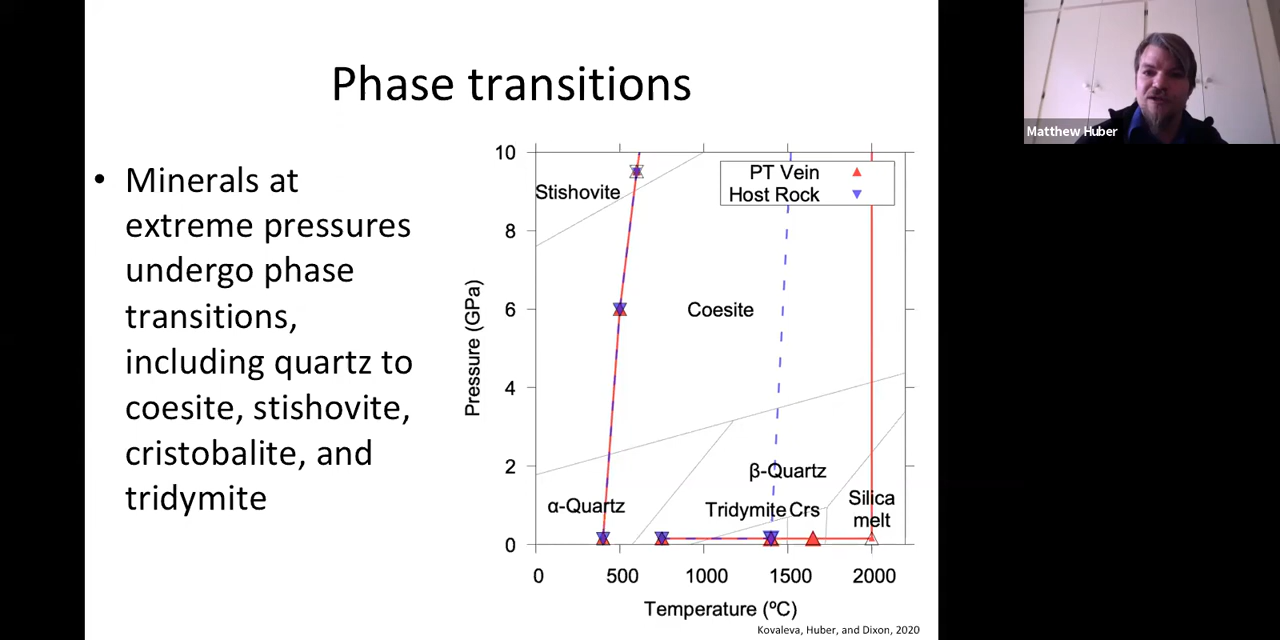 Phase transitions
• Minerals at
extreme pressures
undergo phase
transitions,
including quartz to
coesite, stishovite,
cristobalite, and
tridymite
10
8
6
4
2
0
Pressure (GPa)
Stishovite
PT Vein
Host Rock
Coesite
β-Quartz
α-Quartz
Tridymite Crs
Silica
melt
0 500 1000 1500 2000
Temperature (ºC)
Kovaleva, Huber, and Dixon, 2020
Matthew Huber